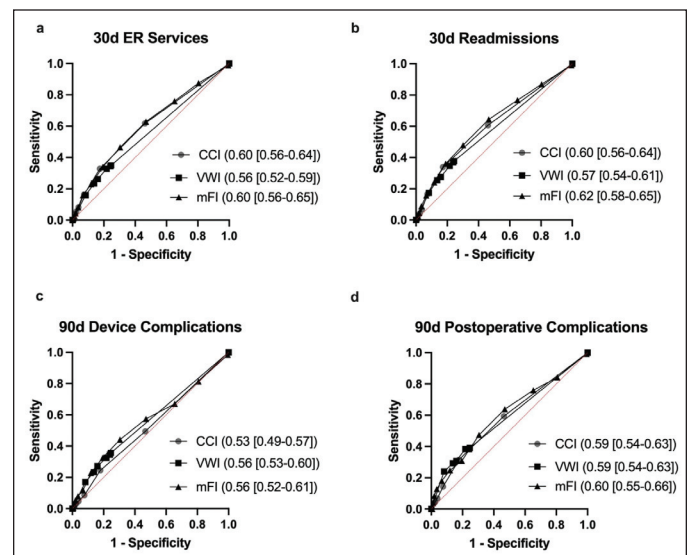 a
30d ER Services
Sensitivity
1.0
0.8
0.6
0.4
0.2
0.0
0.0 0.2 0.4 0.6 0.8 1.0
1 - Specificity
CCI (0.60 [0.56-0.64])
VWI (0.56 [0.52-0.59])
mFI (0.60 [0.56-0.65])
b
30d Readmissions
Sensitivity
1.0
0.8
0.6
0.4
0.2
0.0
0.0 0.2 0.4 0.6 0.8 1.0
1 - Specificity
CCI (0.60 [0.56-0.64])
VWI (0.57 [0.54-0.61])
mFI (0.62 [0.58-0.65])
c
90d Device Complications
Sensitivity
1.0
0.8
0.6
0.4
0.2
0.0
0.0 0.2 0.4 0.6 0.8 1.0
1 - Specificity
CCI (0.53 [0.49-0.57])
VWI (0.56 [0.53-0.60])
mFI (0.56 [0.52-0.61])
d
90d Postoperative Complications
Sensitivity
1.0
0.8
0.6
0.4
0.2
0.0
0.0 0.2 0.4 0.6 0.8 1.0
1 - Specificity
CCI (0.59 [0.54-0.63])
VWI (0.59 [0.54-0.63])
mFI (0.60 [0.55-0.66])